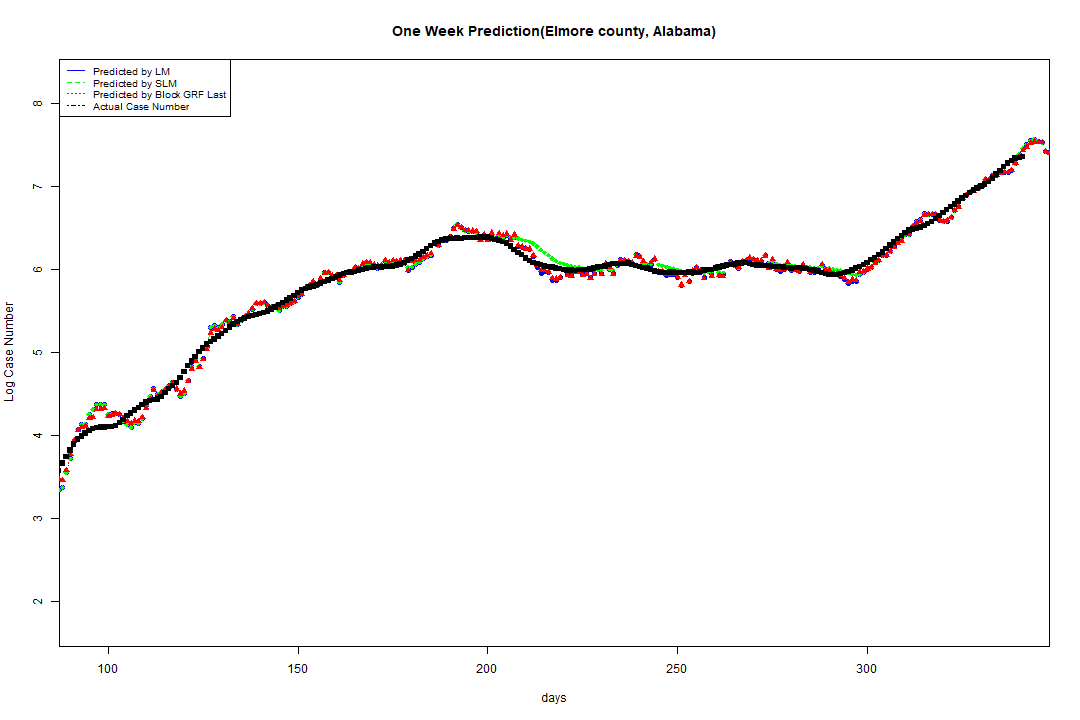 One Week Prediction(Elmore county, Alabama)
Predicted by LM
Predicted by SLM
Predicted by Block GRF Last
Actual Case Number
8
7
6
5
4
3
2
Log Case Number
100 150 200 250 300
days